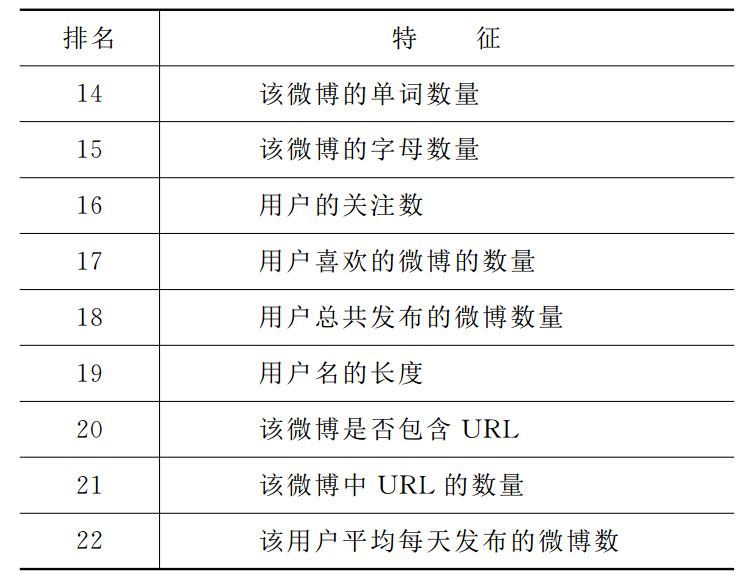 排名 特 征
14 该微博的单词数量
15 该微博的字母数量
16 用户的关注数
17 用户喜欢的微博的数量
18 用户总共发布的微博数量
19 用户名的长度
20 该微博是否包含 URL
21 该微博中 URL 的数量
22 该用户平均每天发布的微博数